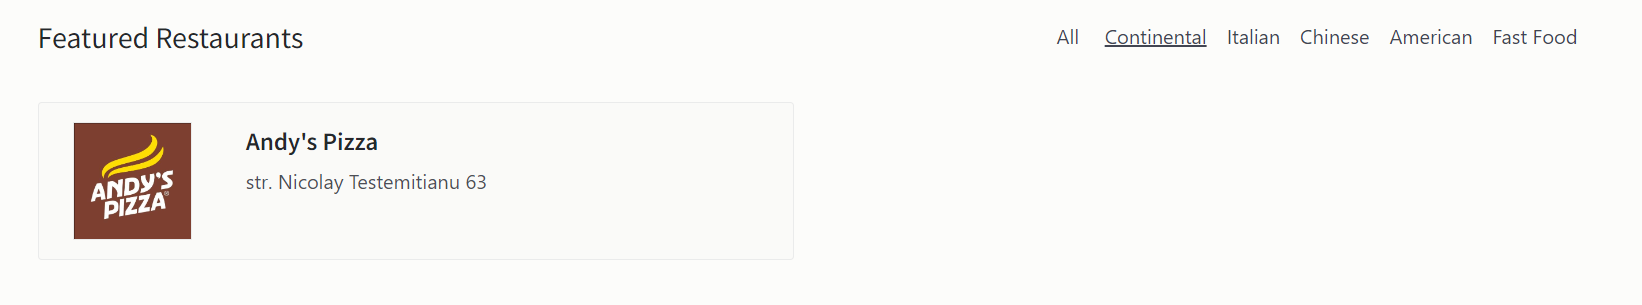 Featured Restaurants
All Continental Italian Chinese American Fast Food
ANDY'S
PIZZA®
Andy's Pizza
str. Nicolay Testemitianu 63